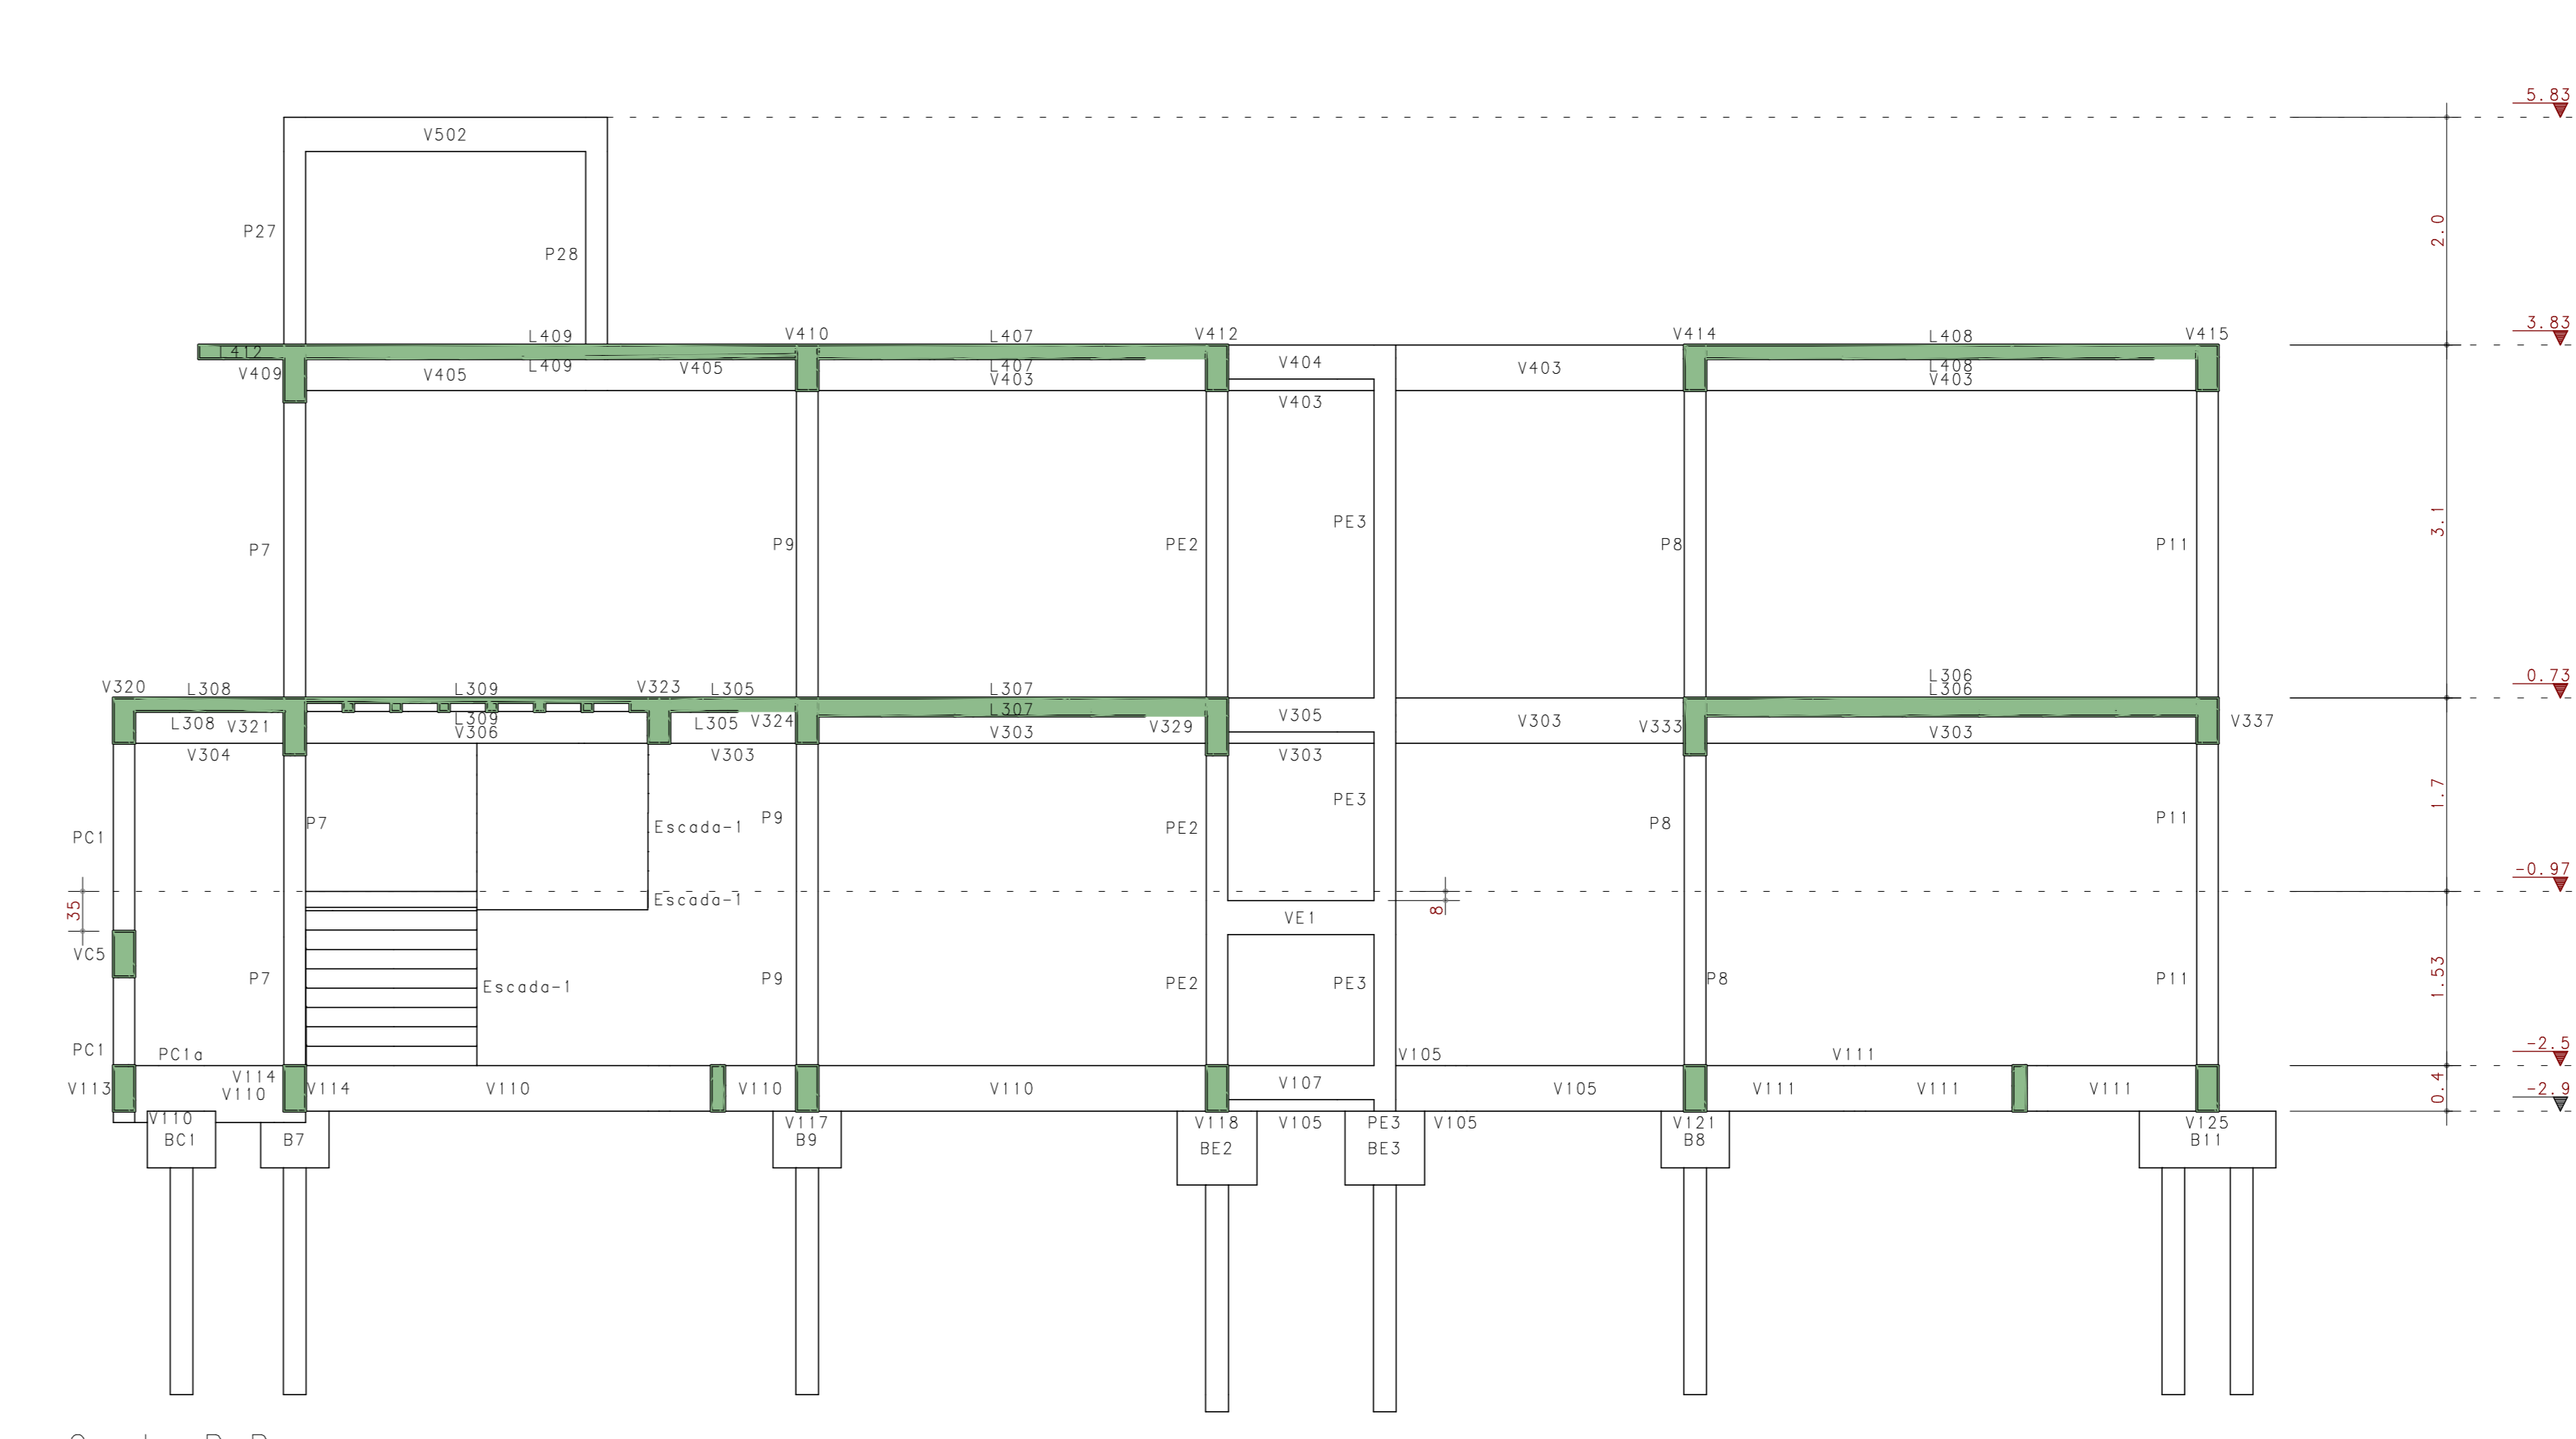 5.83
V502
P27
2.0
P28
3.83
L409
V410
L407
V412
V414
L408
V415
L412
V409
V405
L409
V405
L407
V403
V404
V403
L408
V403
V403
3.1
PE3
P7
P9
PE2
P8
P11
0.73
V320
L308
L309
V323
L305
L307
L306
L306
L308
V321
L309
V306
L305
V324
L307
V303
V329
V305
V303
V333
V303
V337
V304
V303
V303
1.7
PC1
P7
Escada-1
P9
PE2
PE3
P8
P11
-0.97
35
Escada-1
VE1
8
VC5
P7
Escada-1
P9
PE2
PE3
P8
P11
1.53
-2.5
PC1
PC1a
V105
V111
V113
V114
V110
V114
V110
V110
V110
V107
V105
V111
V111
V111
0.4
-2.9
V110
BC1
B7
V117
B9
V118
BE2
V105
PE3
BE3
V105
V121
B8
V125
B11